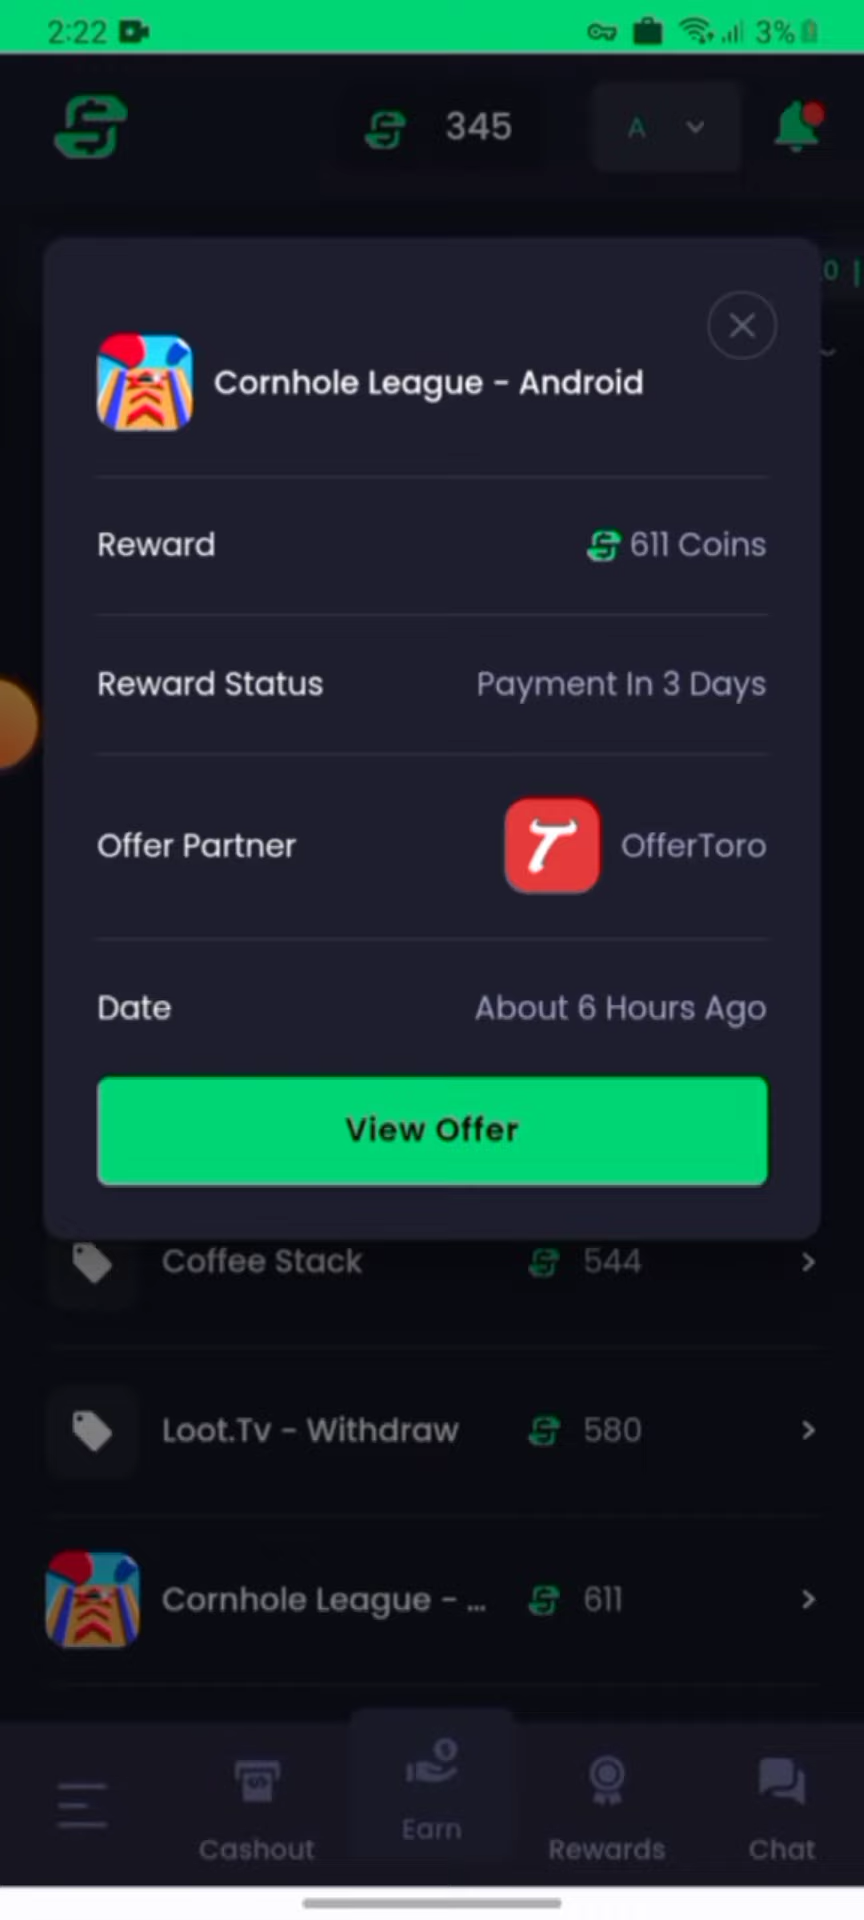 2:22
3%
345
A
0 |
Cornhole League - Android
Reward
611 Coins
Reward Status
Payment In 3 Days
Offer Partner
T
OfferToro
Date
About 6 Hours Ago
View Offer
Coffee Stack
544
Loot.Tv - Withdraw
580
Cornhole League - ...
611
Cashout
Earn
Rewards
Chat